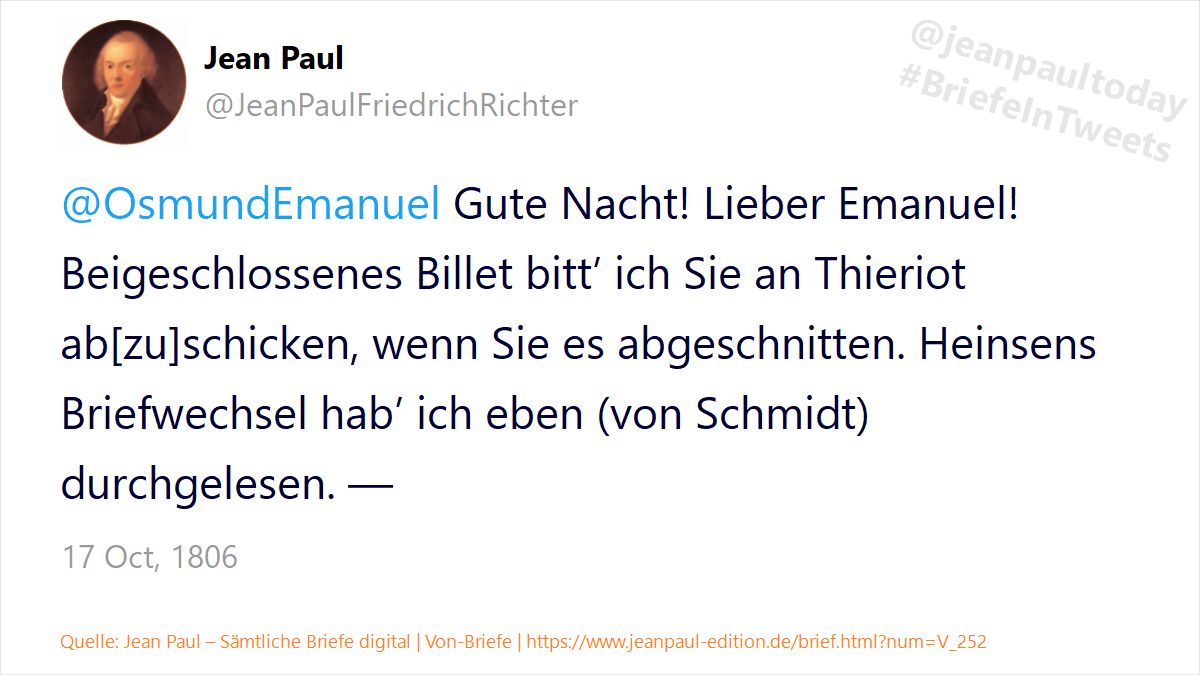 Jean Paul
@JeanPaulFriedrichRichter
@jeanpaultoday
#BriefeInTweets
@OsmundEmanuel Gute Nacht! Lieber Emanuel!
Beigeschlossenes Billet bitt’ ich Sie an Thieriot
ab[zu]schicken, wenn Sie es abgeschnitten. Heinsens
Briefwechsel hab’ ich eben (von Schmidt)
durchgelesen. —
17 Oct, 1806
Quelle: Jean Paul – Sämtliche Briefe digital | Von-Briefe | https://www.jeanpaul-edition.de/brief.html?num=V_252